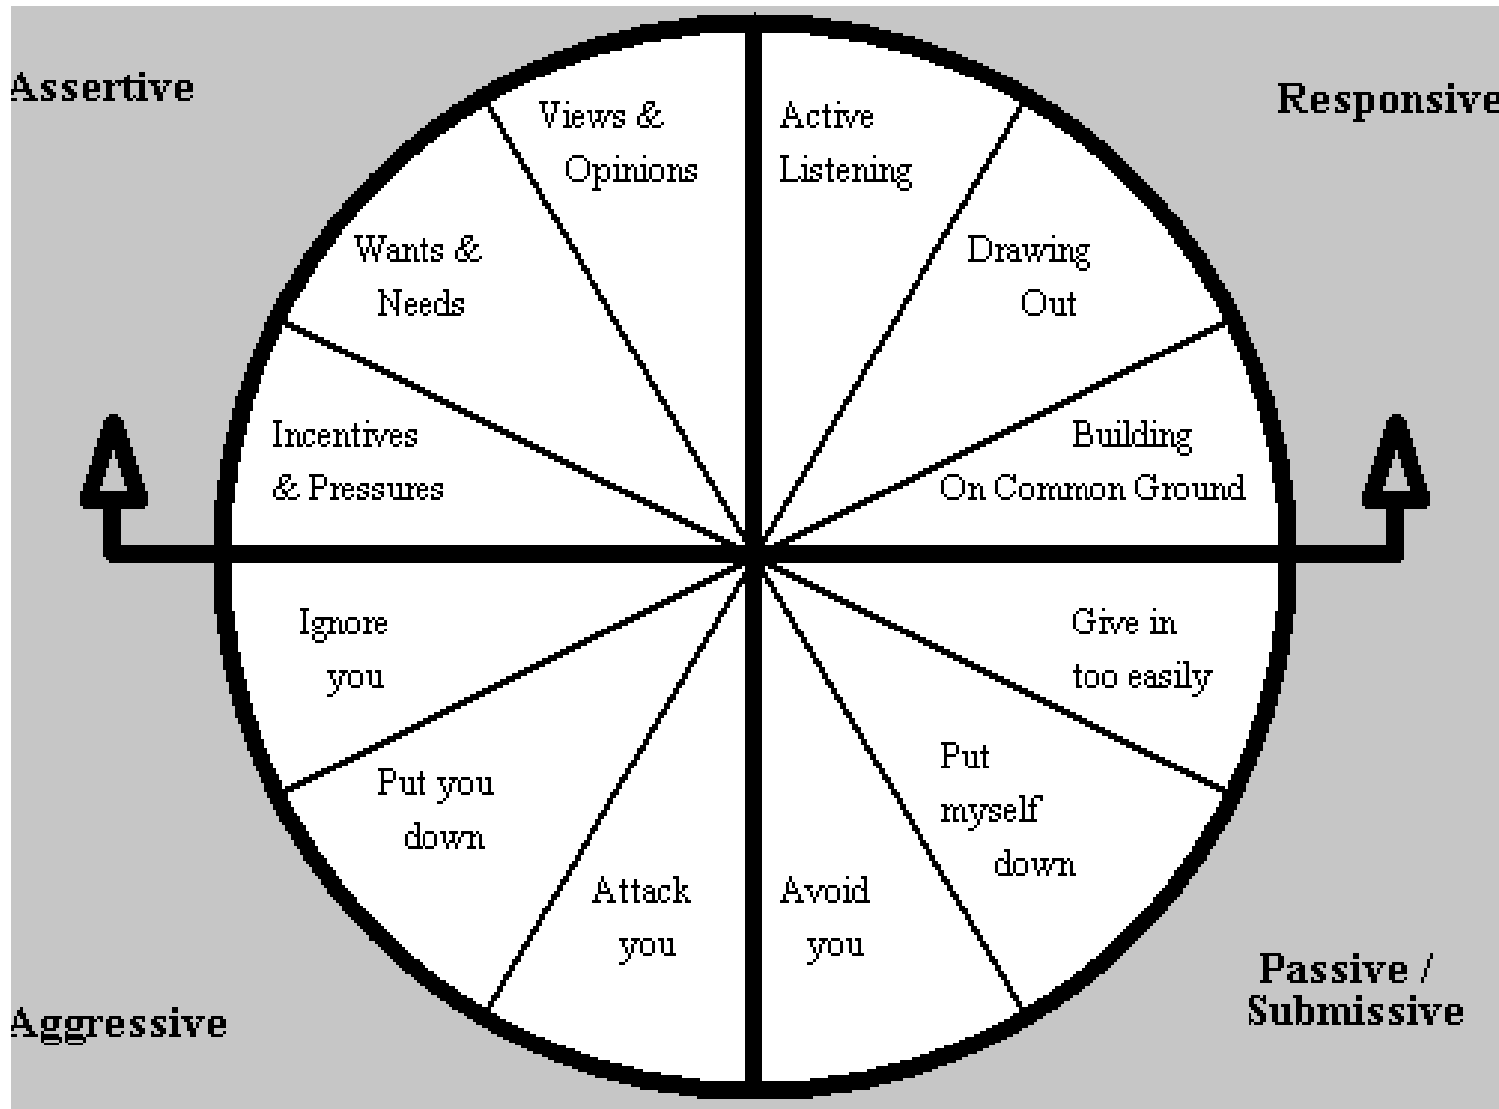 Assertive
Responsive
Views &
Opinions
Active
Listening
Wants &
Needs
Drawing
Out
Incentives
& Pressures
Building
On Common Ground
Ignore
you
Give in
too easily
Put you
down
Put
myself
down
Attack
you
Avoid
you
Aggressive
Passive /
Submissive